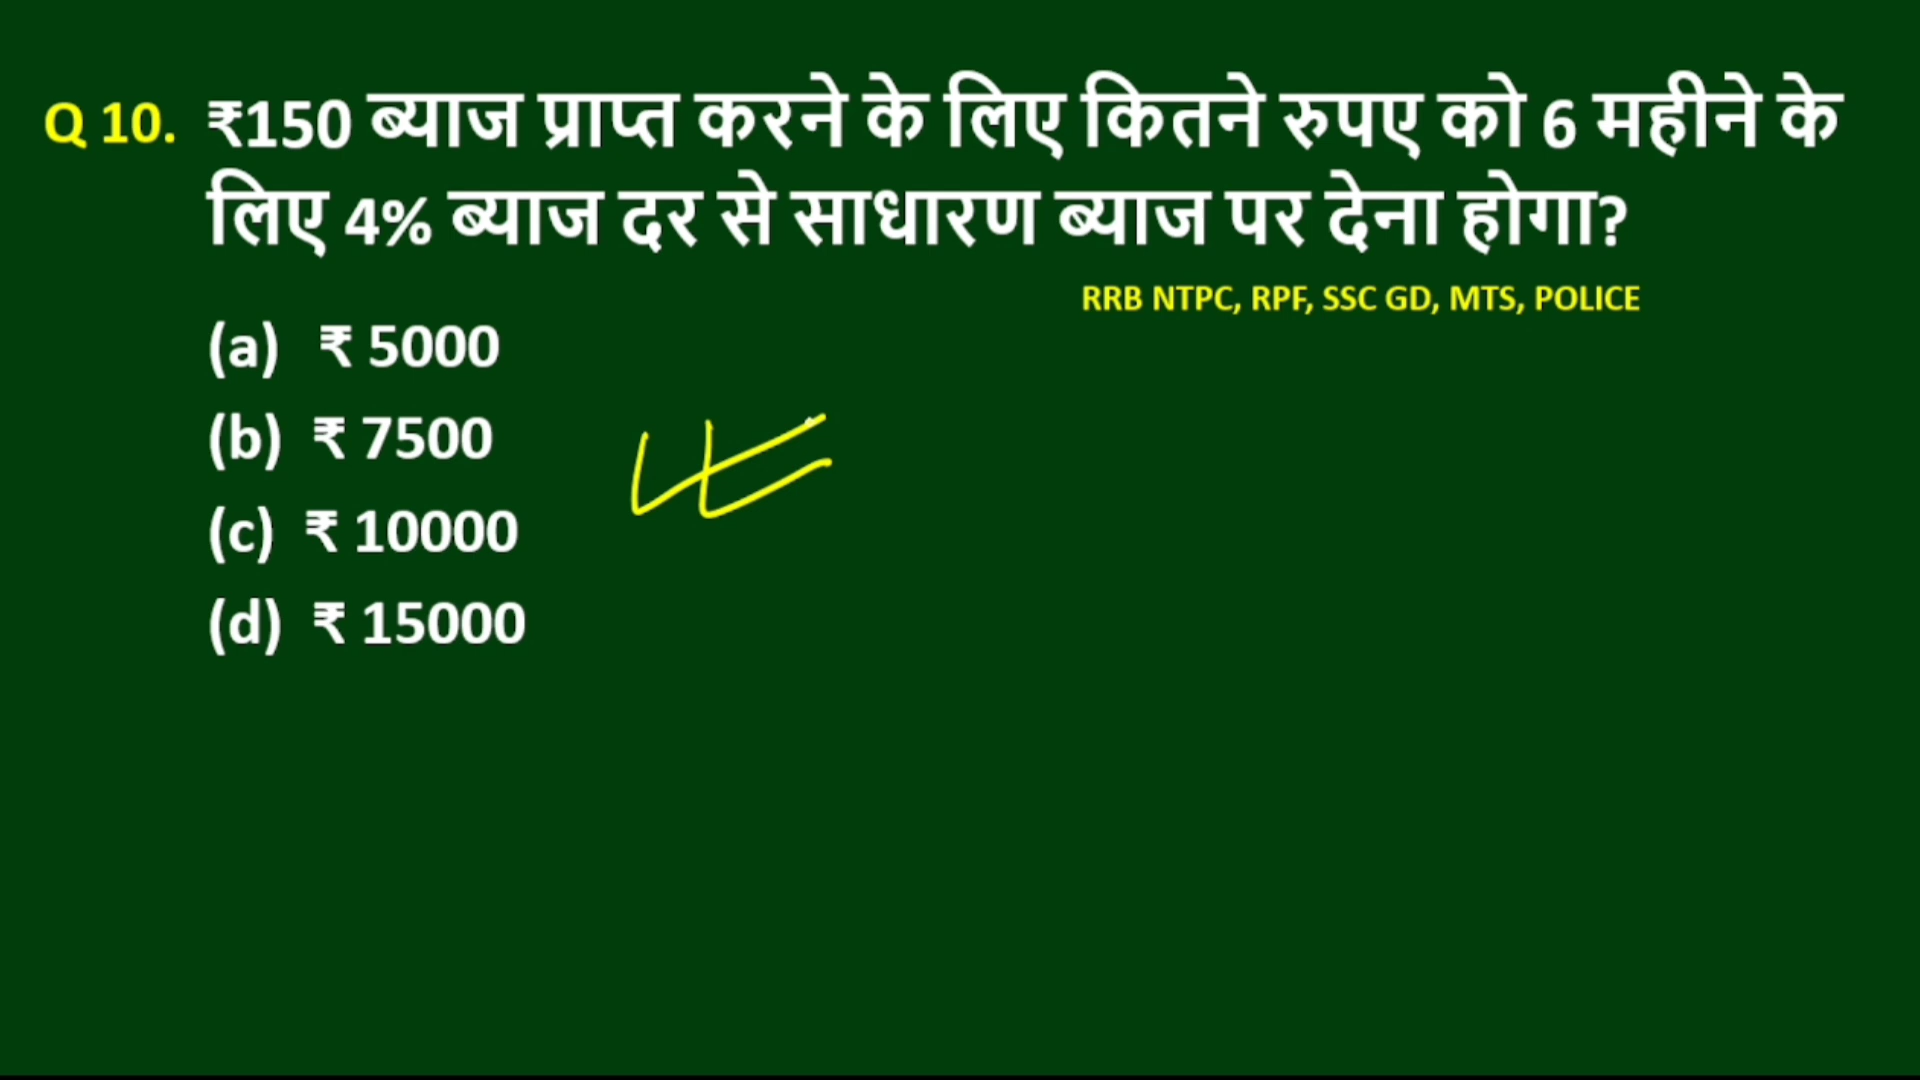 Q 10. ₹150 ब्याज प्राप्त करने के लिए कितने रुपए को 6 महीने के
लिए 4% ब्याज दर से साधारण ब्याज पर देना होगा?
RRB NTPC, RPF, SSC GD, MTS, POLICE
(a) ₹ 5000
(b) ₹ 7500
(c) ₹ 10000
(d) ₹ 15000